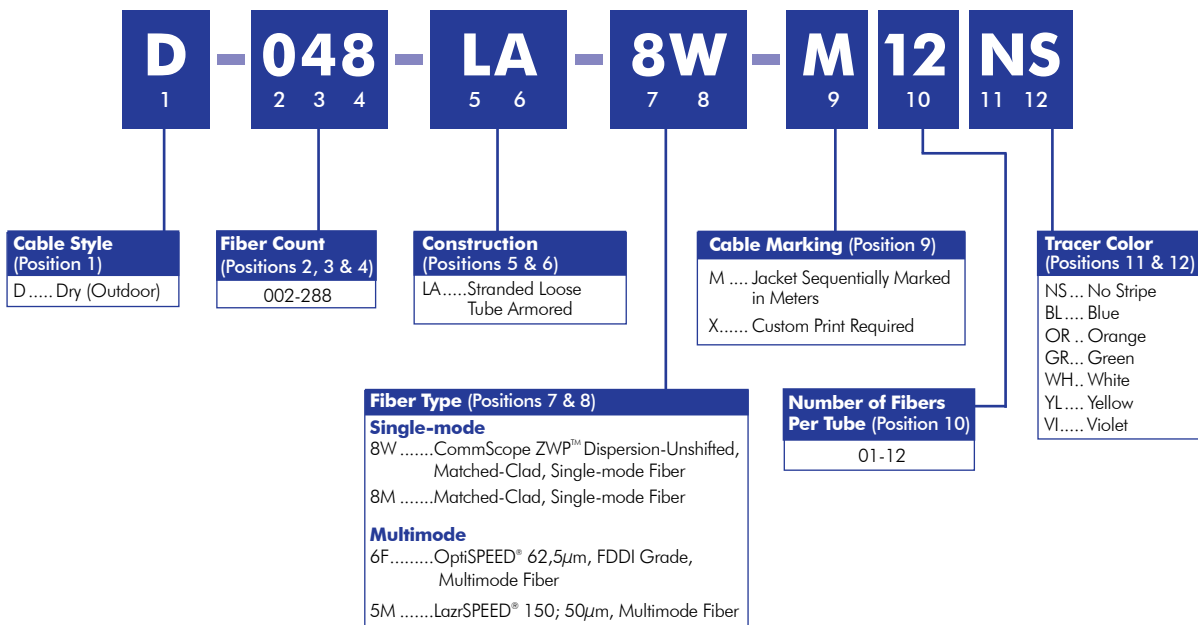 D - 048 - LA - 8W - M 12 NS
1 2 3 4 5 6 7 8 9 10 11 12
Cable Style
(Position 1)
D ..... Dry (Outdoor)
Fiber Count
(Positions 2, 3 & 4)
002-288
Construction
(Positions 5 & 6)
LA.....Stranded Loose
Tube Armored
Cable Marking (Position 9)
M .... Jacket Sequentially Marked
in Meters
X...... Custom Print Required
Tracer Color
(Positions 11 & 12)
NS... No Stripe
BL.... Blue
OR .. Orange
GR... Green
WH.. White
YL.... Yellow
VI..... Violet
Fiber Type (Positions 7 & 8)
Single-mode
8W .......CommScope ZWP™ Dispersion-Unshifted,
Matched-Clad, Single-mode Fiber
8M .......Matched-Clad, Single-mode Fiber
Multimode
6F.........OptiSPEED® 62,5µm, FDDI Grade,
Multimode Fiber
5M .......LazrSPEED® 150; 50µm, Multimode Fiber
Number of Fibers
Per Tube (Position 10)
01-12